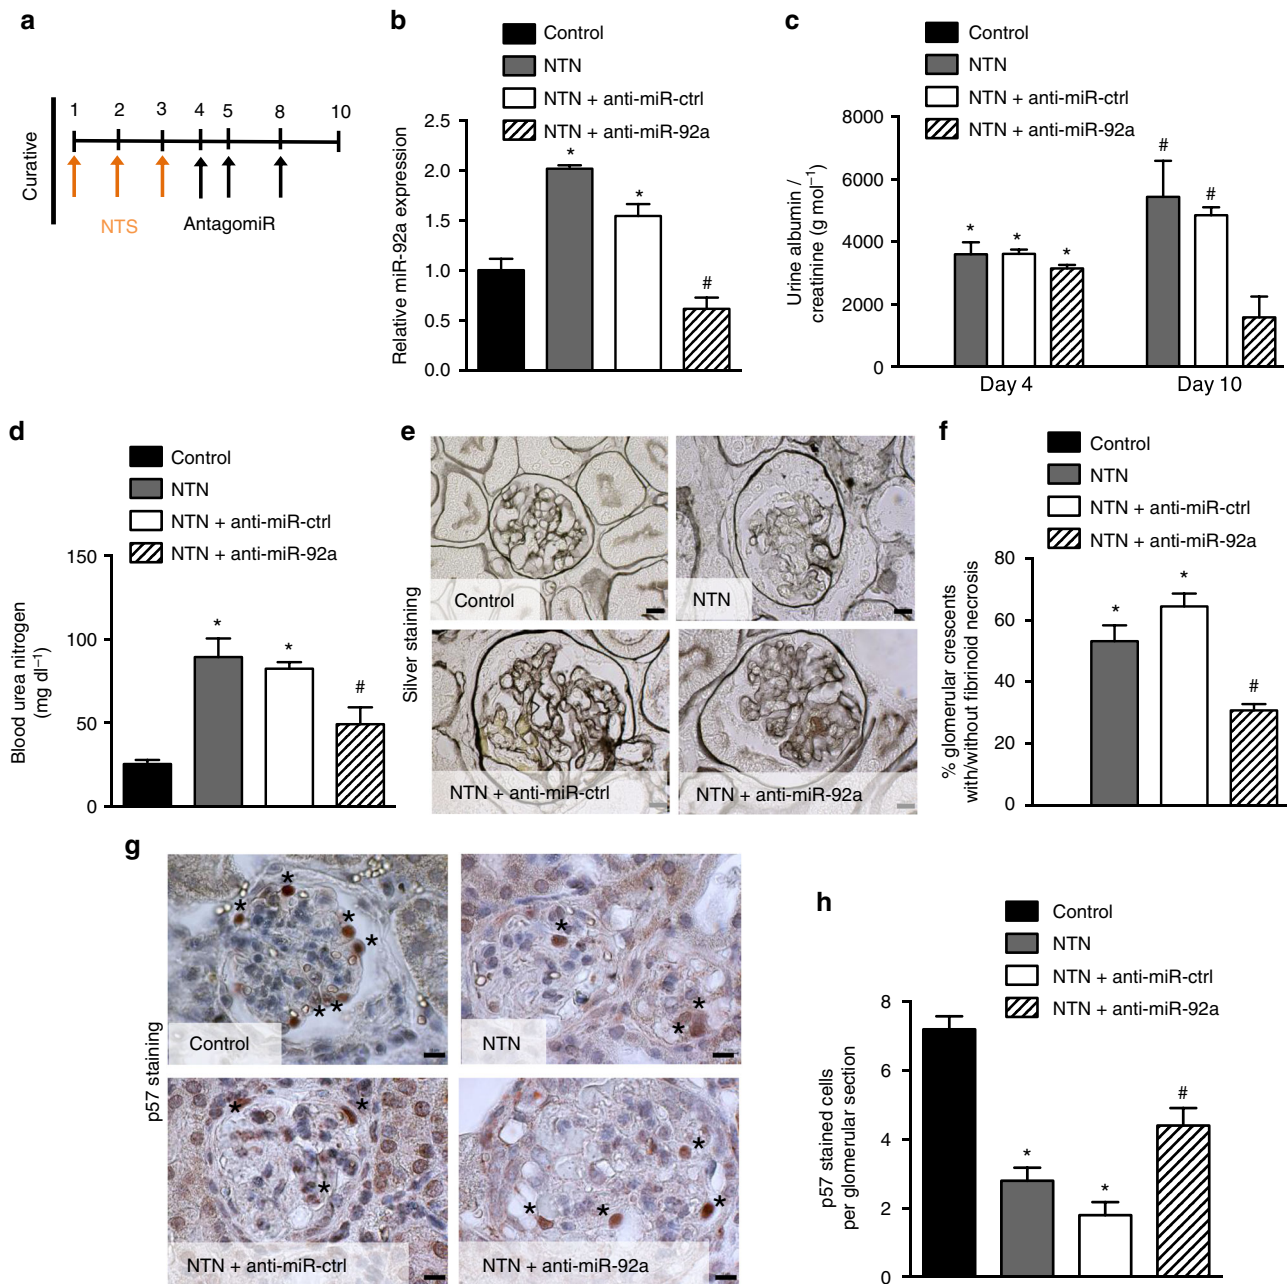 a
Curative
1 2 3 4 5 8 10
NTS
AntagomiR
b
Control
NTN
NTN + anti-miR-ctrl
NTN + anti-miR-92a
Relative miR-92a expression
2.5
2.0
1.5
1.0
0.5
0.0
*
*
#
c
Control
NTN
NTN + anti-miR-ctrl
NTN + anti-miR-92a
Urine albumin /
creatinine (g mol⁻¹)
8000
6000
4000
2000
0
* * *
# #
Day 4
Day 10
d
Control
NTN
NTN + anti-miR-ctrl
NTN + anti-miR-92a
Blood urea nitrogen
(mg dl⁻¹)
150
100
50
0
*
*
#
e
Silver staining
Control
NTN
NTN + anti-miR-ctrl
NTN + anti-miR-92a
f
Control
NTN
NTN + anti-miR-ctrl
NTN + anti-miR-92a
% glomerular crescents
with/without fibrinoid necrosis
80
60
40
20
0
*
*
#
g
p57 staining
Control
* * * * * *
NTN
* * *
NTN + anti-miR-ctrl
* * *
NTN + anti-miR-92a
* * * *
h
Control
NTN
NTN + anti-miR-ctrl
NTN + anti-miR-92a
p57 stained cells
per glomerular section
8
6
4
2
0
*
*
#